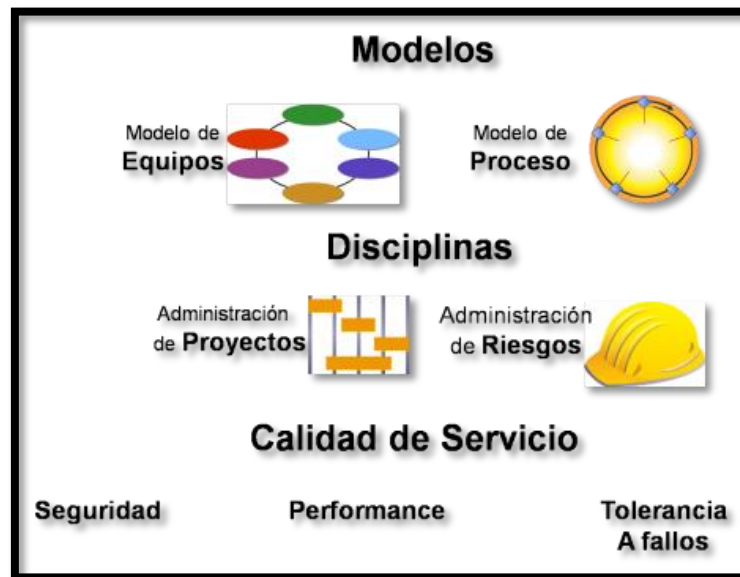 Modelos
Modelo de
Equipos
Modelo de
Proceso
Disciplinas
Administración
de Proyectos
Administración
de Riesgos
Calidad de Servicio
Seguridad
Performance
Tolerancia
A fallos